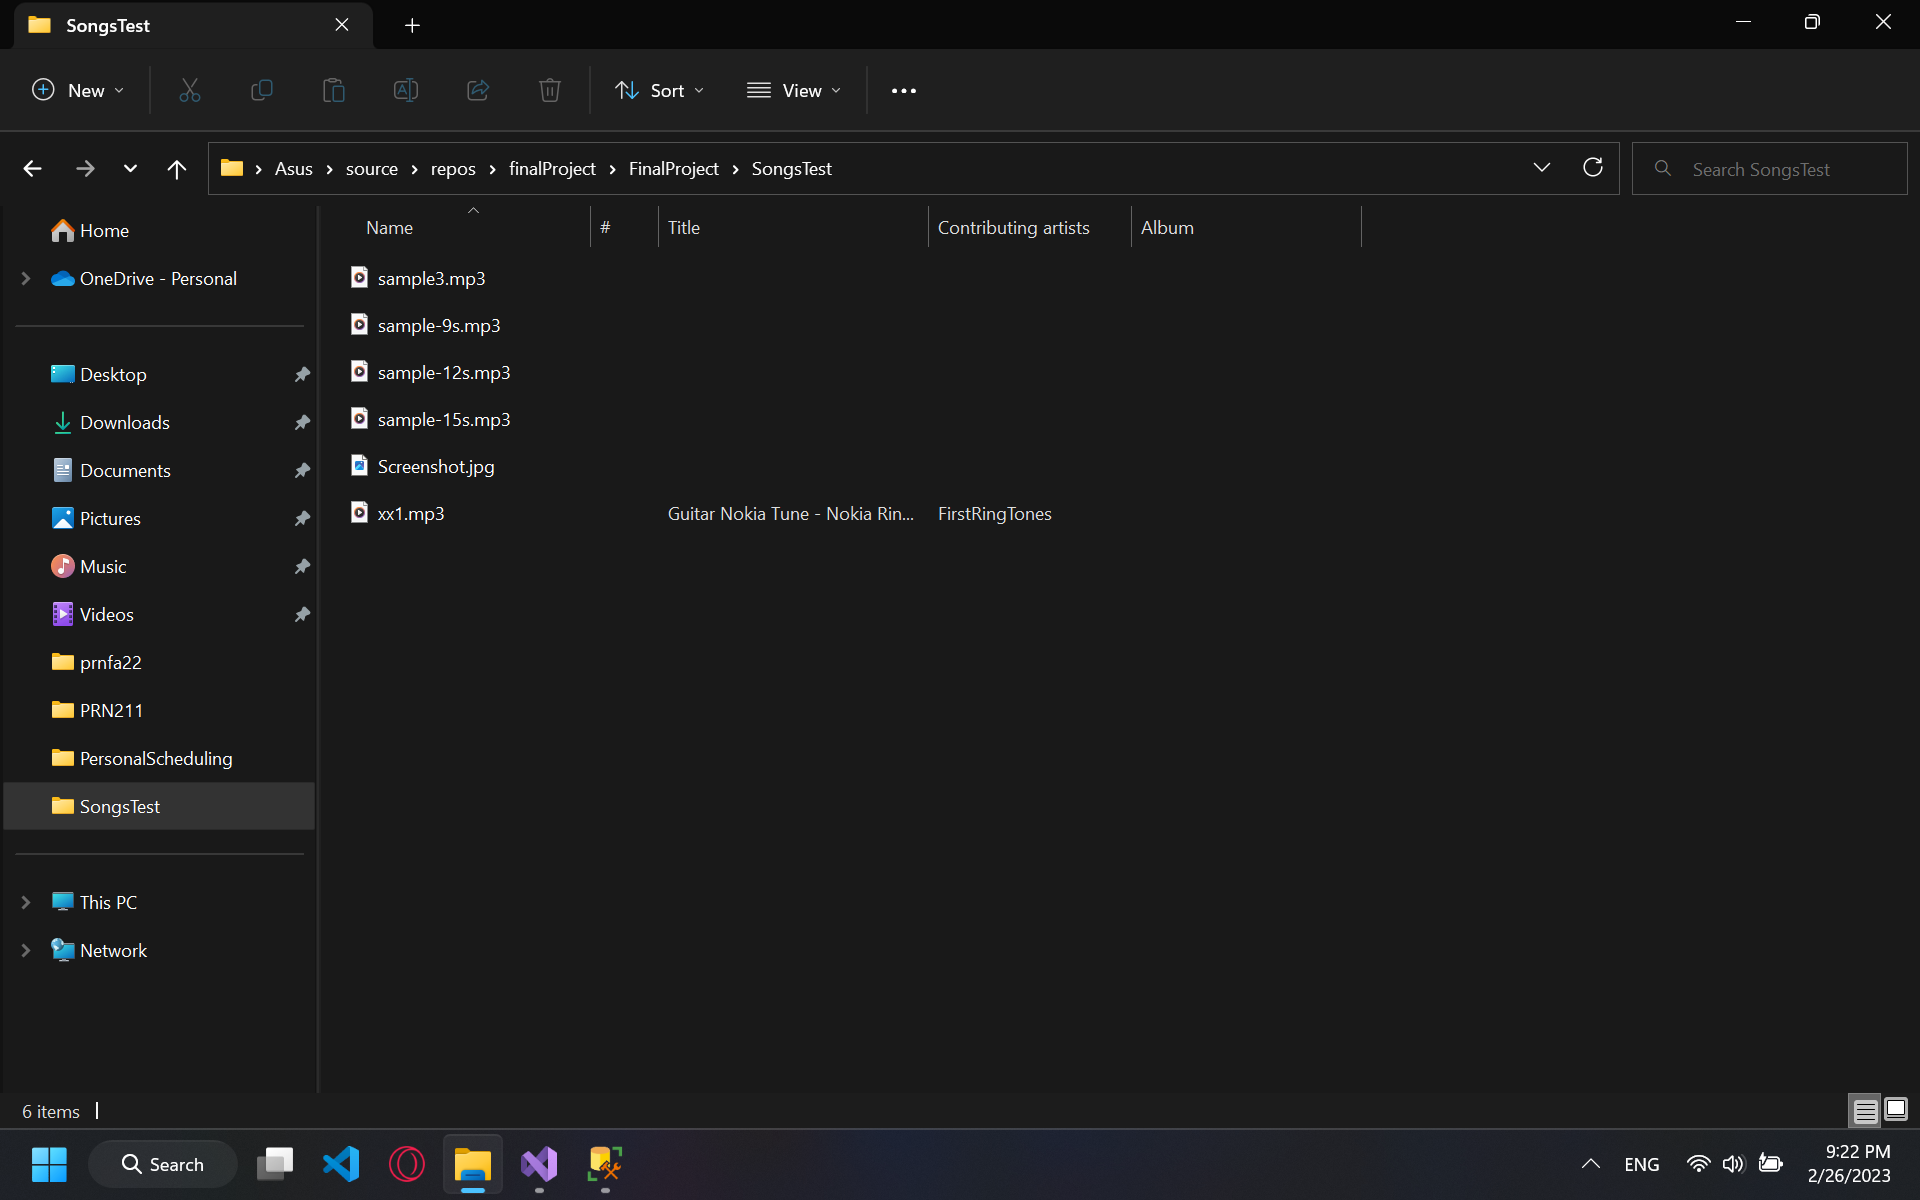 SongsTest
New
Sort
View
Asus > source > repos > finalProject > FinalProject > SongsTest
Search SongsTest
Home
OneDrive - Personal
Desktop
Downloads
Documents
Pictures
Music
Videos
prnfa22
PRN211
PersonalScheduling
SongsTest
This PC
Network
Name # Title Contributing artists Album
sample3.mp3
sample-9s.mp3
sample-12s.mp3
sample-15s.mp3
Screenshot.jpg
xx1.mp3 Guitar Nokia Tune - Nokia Rin... FirstRingTones
6 items
Search
ENG
9:22 PM
2/26/2023